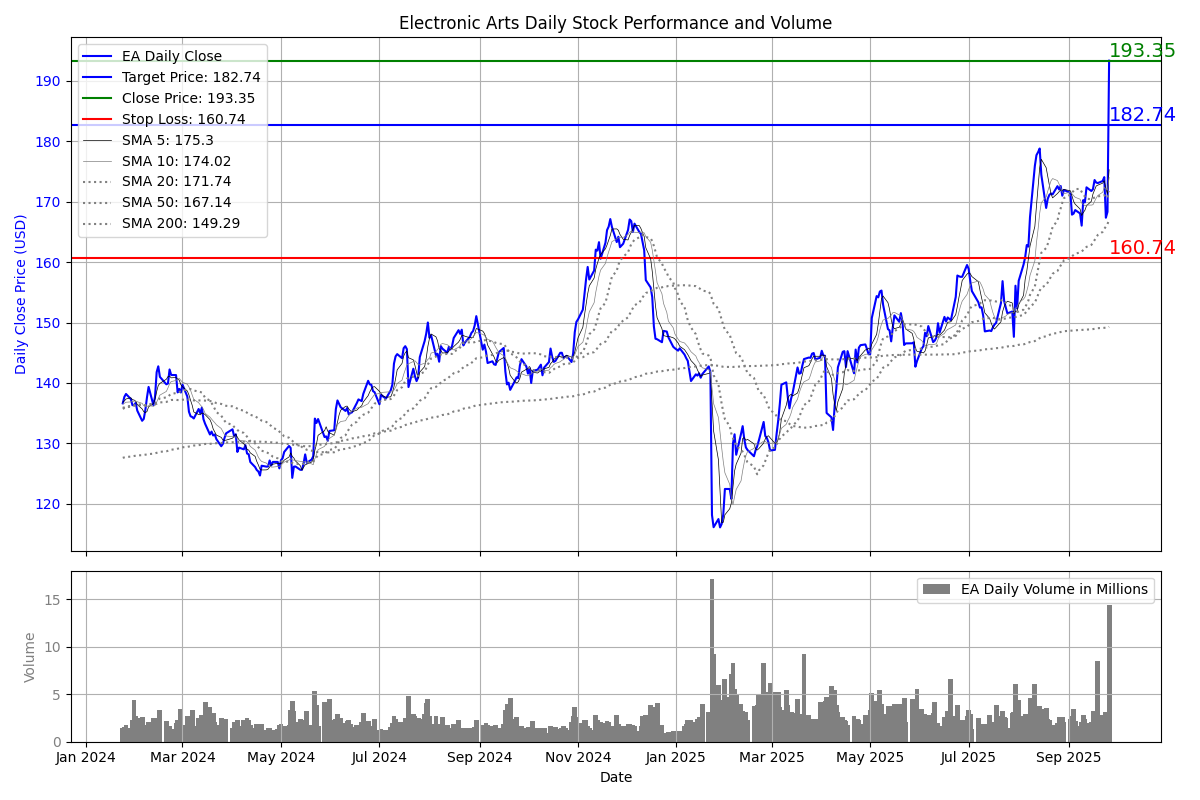 Electronic Arts Daily Stock Performance and Volume
EA Daily Close
Target Price: 182.74
Close Price: 193.35
Stop Loss: 160.74
SMA 5: 175.3
SMA 10: 174.02
SMA 20: 171.74
SMA 50: 167.14
SMA 200: 149.29
193.35
182.74
160.74
Daily Close Price (USD)
190
180
170
160
150
140
130
120
EA Daily Volume in Millions
Volume
15
10
5
0
Jan 2024 Mar 2024 May 2024 Jul 2024 Sep 2024 Nov 2024 Jan 2025 Mar 2025 May 2025 Jul 2025 Sep 2025
Date